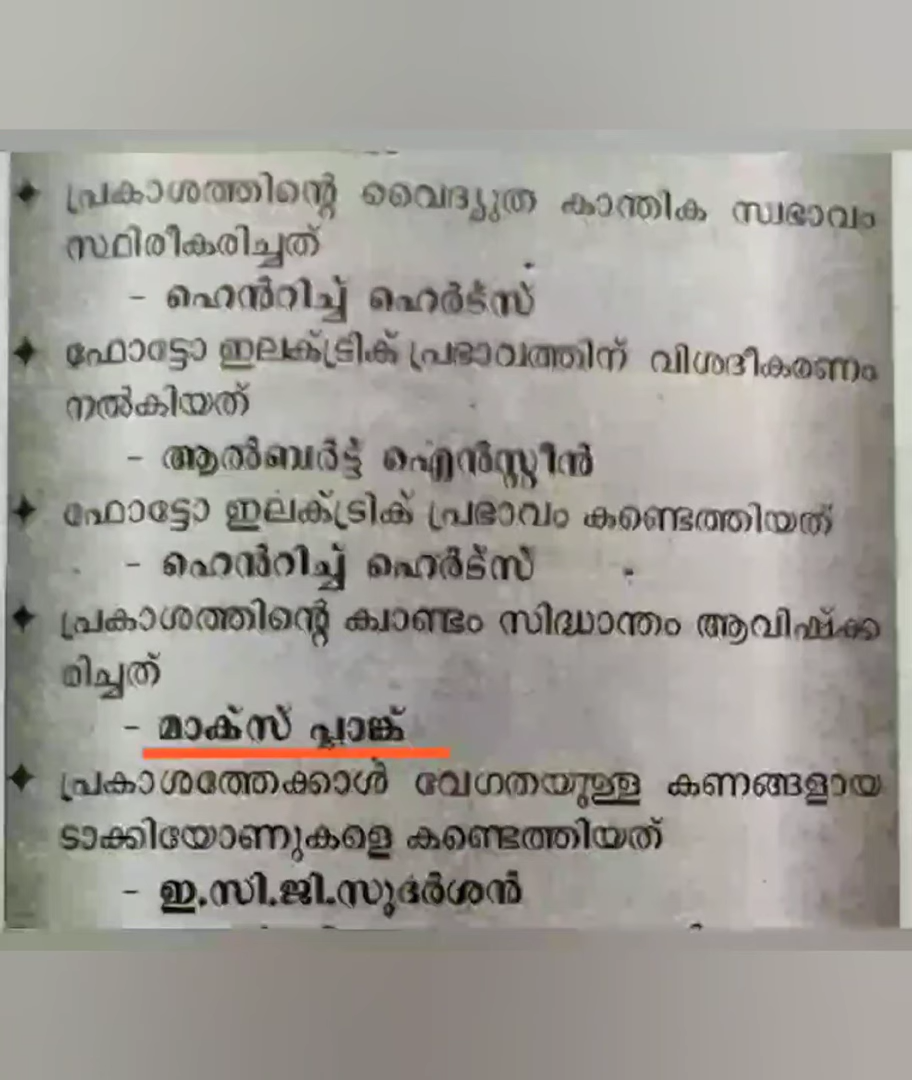 ✦ പ്രകാശത്തിന്റെ വൈദ്യുത കാന്തിക സ്വഭാവം
സ്ഥിരീകരിച്ചത്
- ഹെൻറിച്ച് ഹെർട്സ്
✦ ഫോട്ടോ ഇലക്ട്രിക് പ്രഭാവത്തിന് വിശദീകരണം
നൽകിയത്
- ആൽബർട്ട് ഐൻസ്റ്റീൻ
✦ ഫോട്ടോ ഇലക്ട്രിക് പ്രഭാവം കണ്ടെത്തിയത്
- ഹെൻറിച്ച് ഹെർട്സ്
✦ പ്രകാശത്തിന്റെ ക്വാണ്ടം സിദ്ധാന്തം ആവിഷ്ക്ക
രിച്ചത്
- മാക്സ് പ്ലാങ്ക്
✦ പ്രകാശത്തേക്കാൾ വേഗതയുള്ള കണങ്ങളായ
ടാക്കിയോണുകളെ കണ്ടെത്തിയത്
- ഇ.സി.ജി.സുദർശൻ